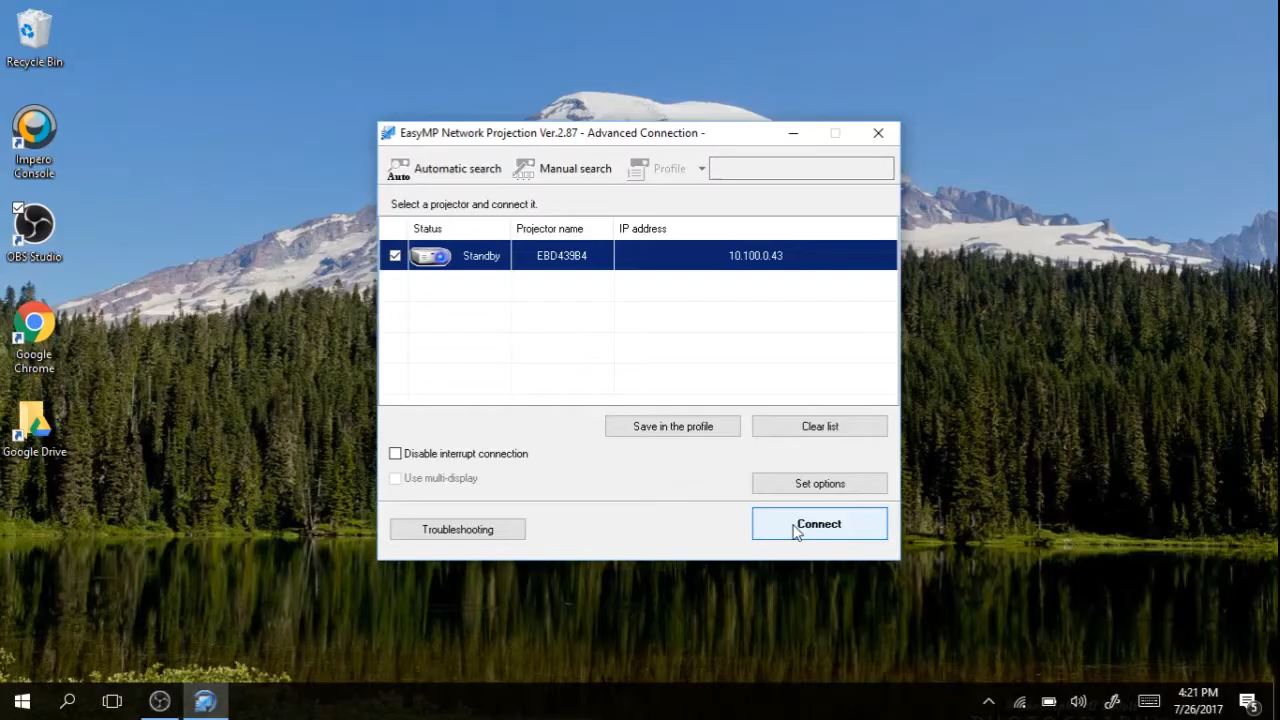 Recycle Bin
Impero
Console
OBS Studio
Google
Chrome
Google Drive
EasyMP Network Projection Ver.2.87 - Advanced Connection -
Auto
Automatic search
Manual search
Profile
Select a projector and connect it.
Status
Projector name
IP address
Standby
EBD439B4
10.100.0.43
Save in the profile
Clear list
Disable interrupt connection
Use multi-display
Set options
Troubleshooting
Connect
4:21 PM
7/26/2017
5